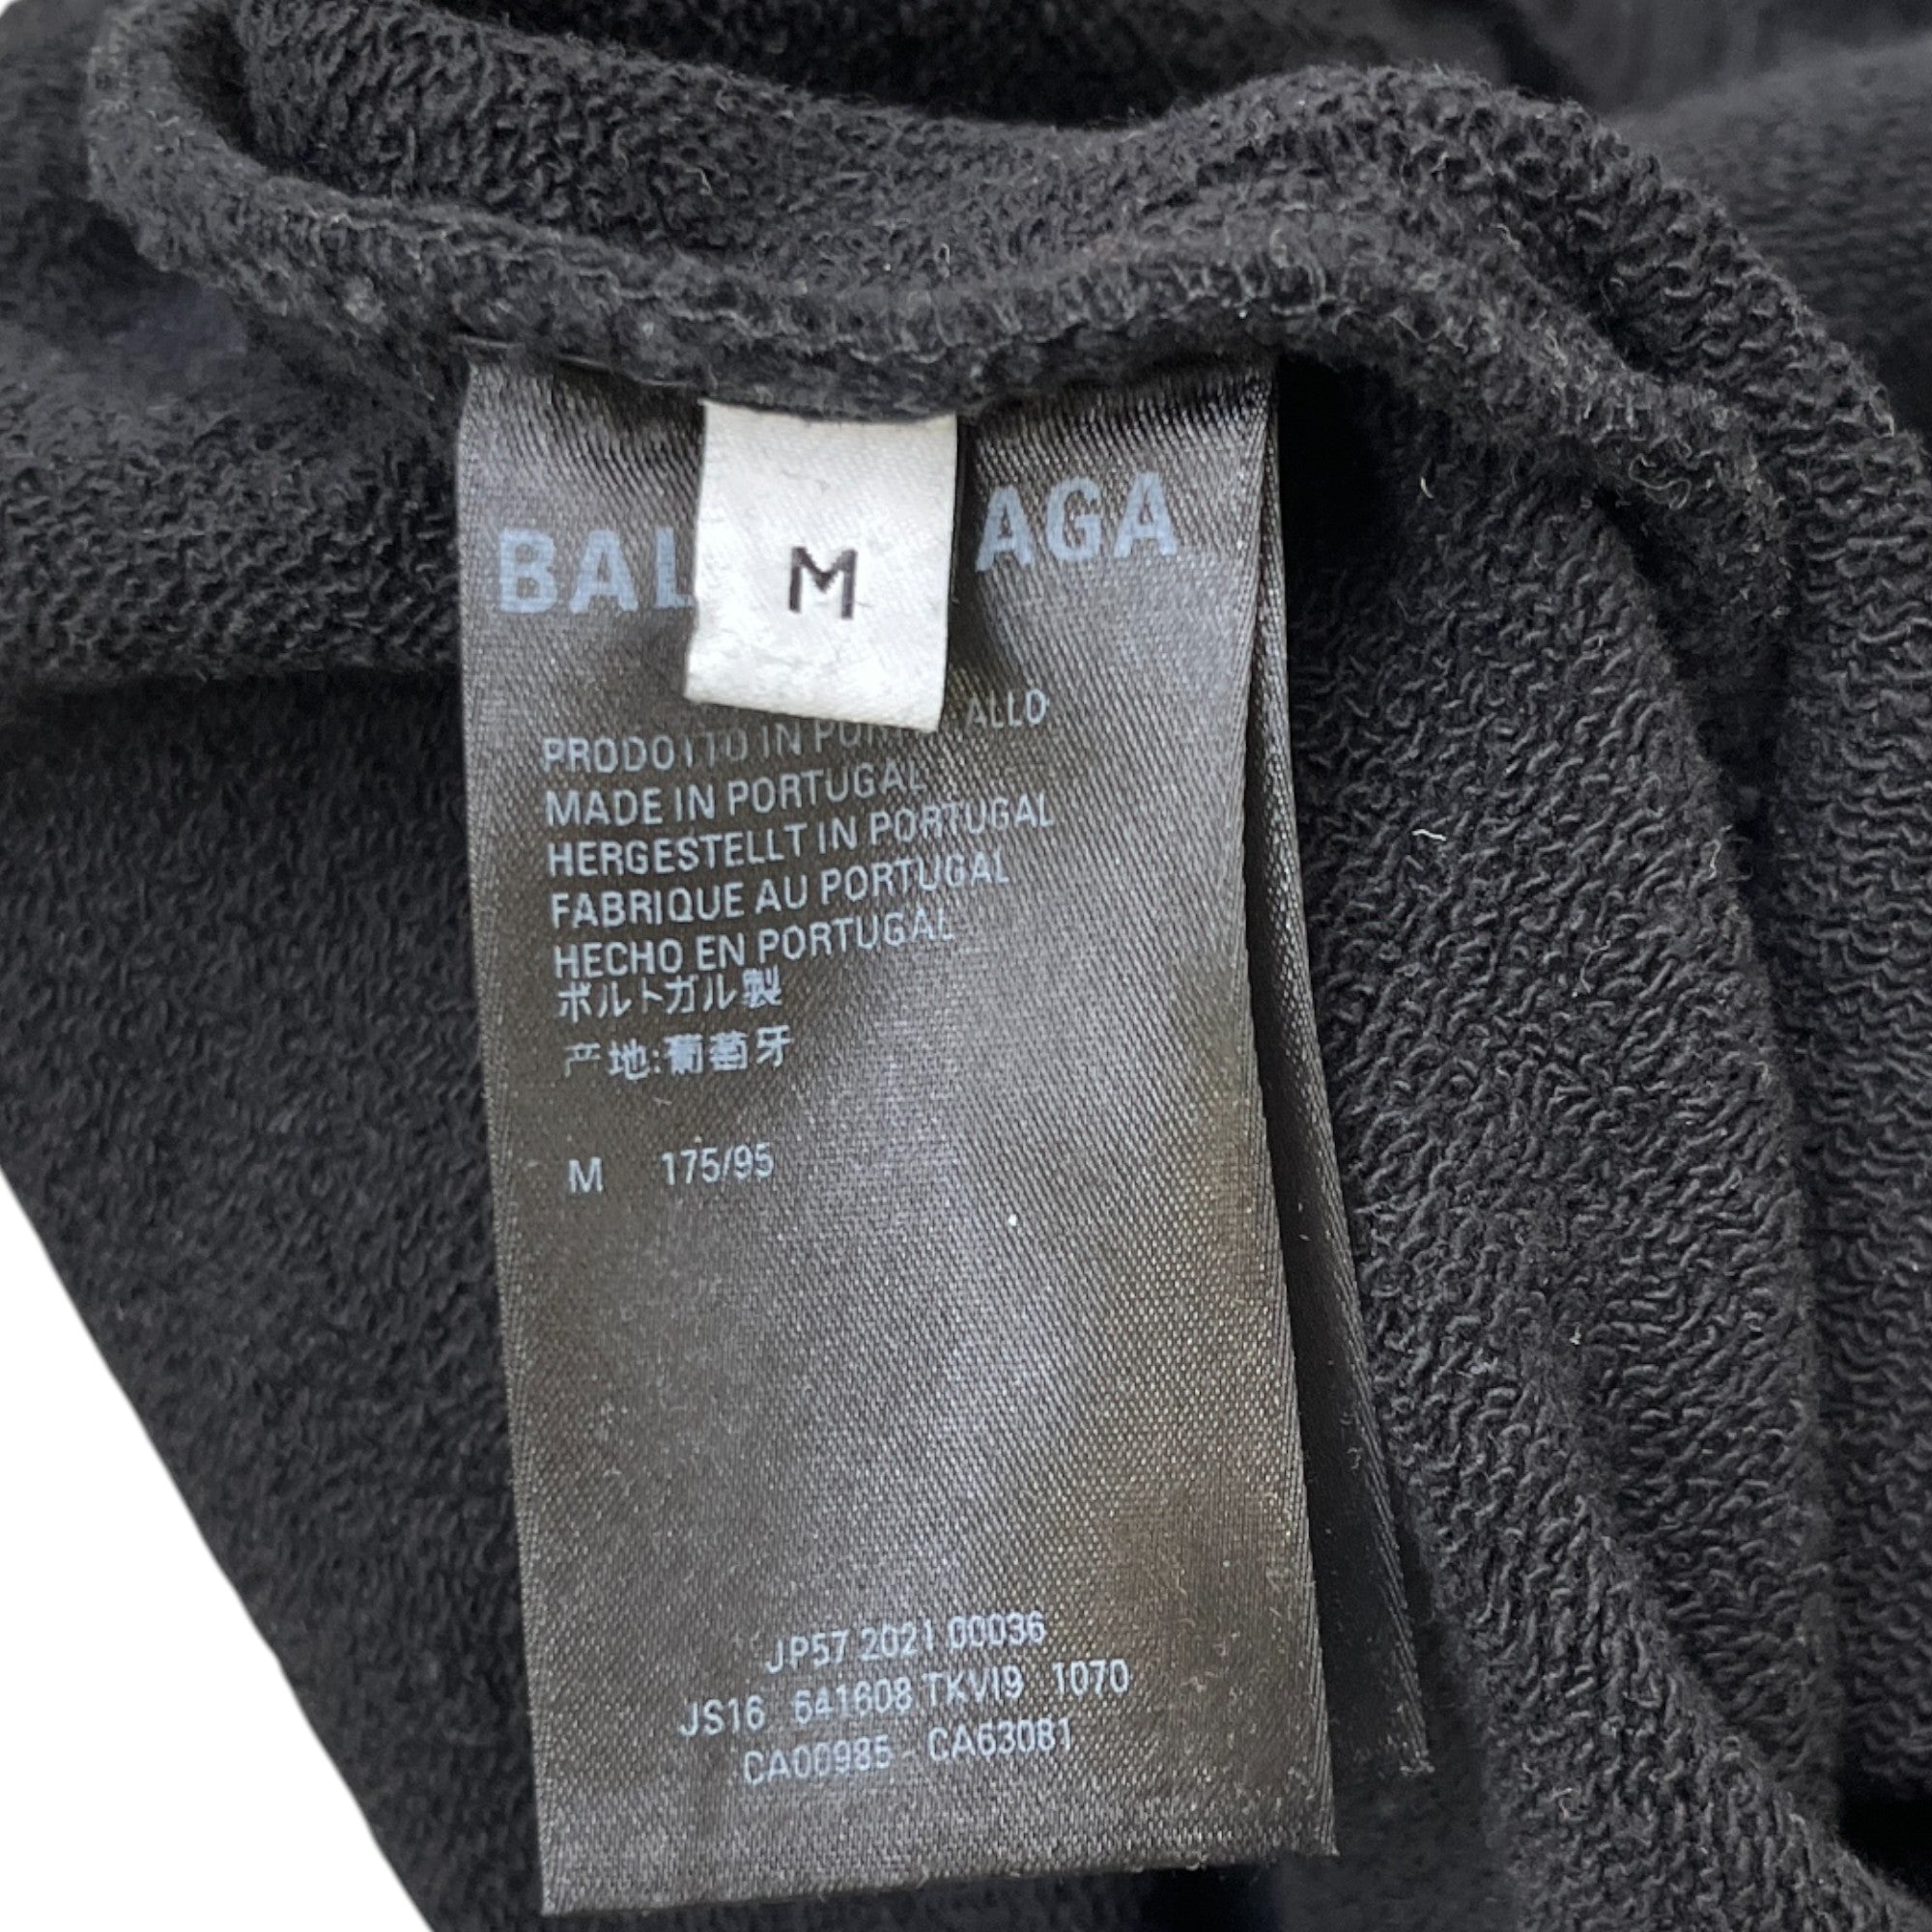 M
BAL AGA
PRODOTTO IN ALLO
MADE IN PORTUGAL
HERGESTELLT IN PORTUGAL
FABRIQUE AU PORTUGAL
HECHO EN PORTUGAL
ポルトガル製
产地:葡萄牙
M 175/95
JP57 2021 00036
JS16 641608 TKVI9 1070
CA00985 - CA63081